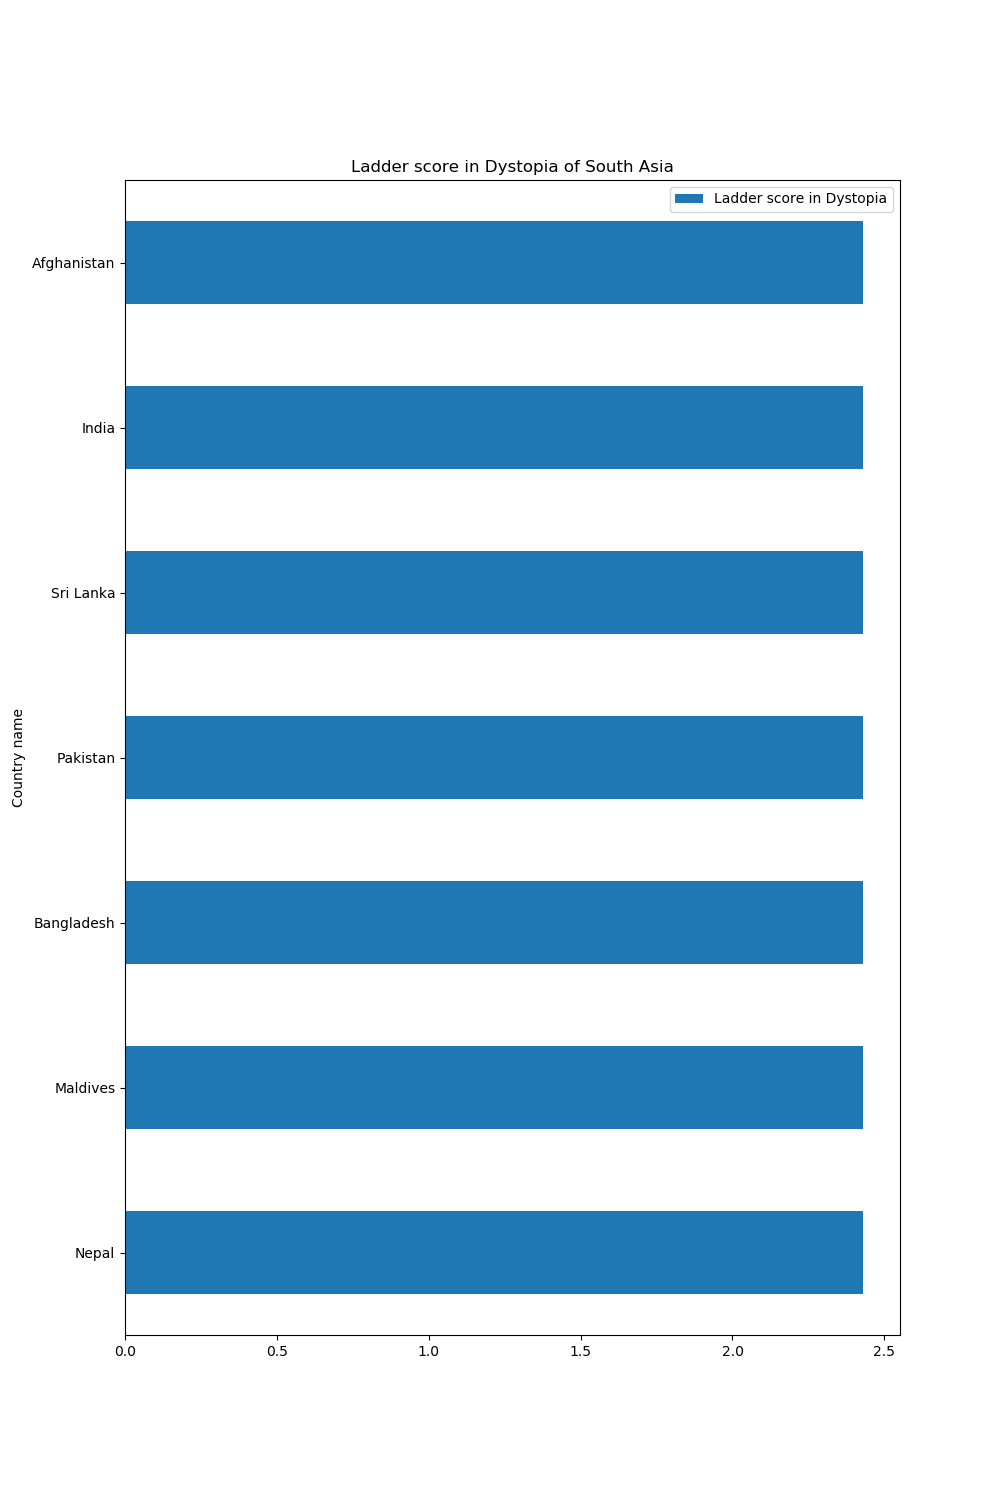 Ladder score in Dystopia of South Asia
Ladder score in Dystopia
Afghanistan
India
Sri Lanka
Pakistan
Bangladesh
Maldives
Nepal
Country name
0.0 0.5 1.0 1.5 2.0 2.5